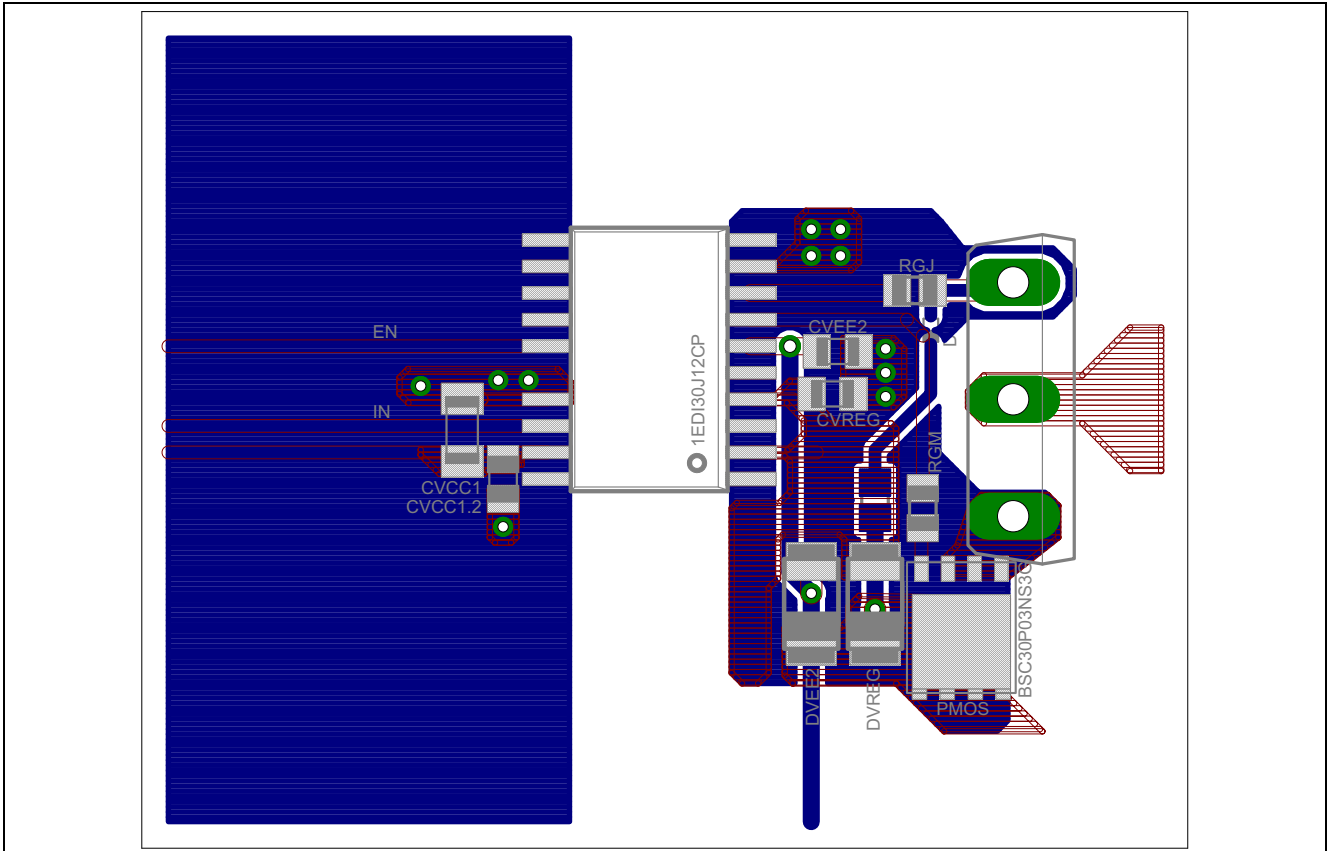 RGJ
EN
CVEE2
IN
CVREG
1EDI30J12CP
RGM
CVCC1
CVCC1.2
BSC30P03NS3G
DVEE2
DVREG
PMOS